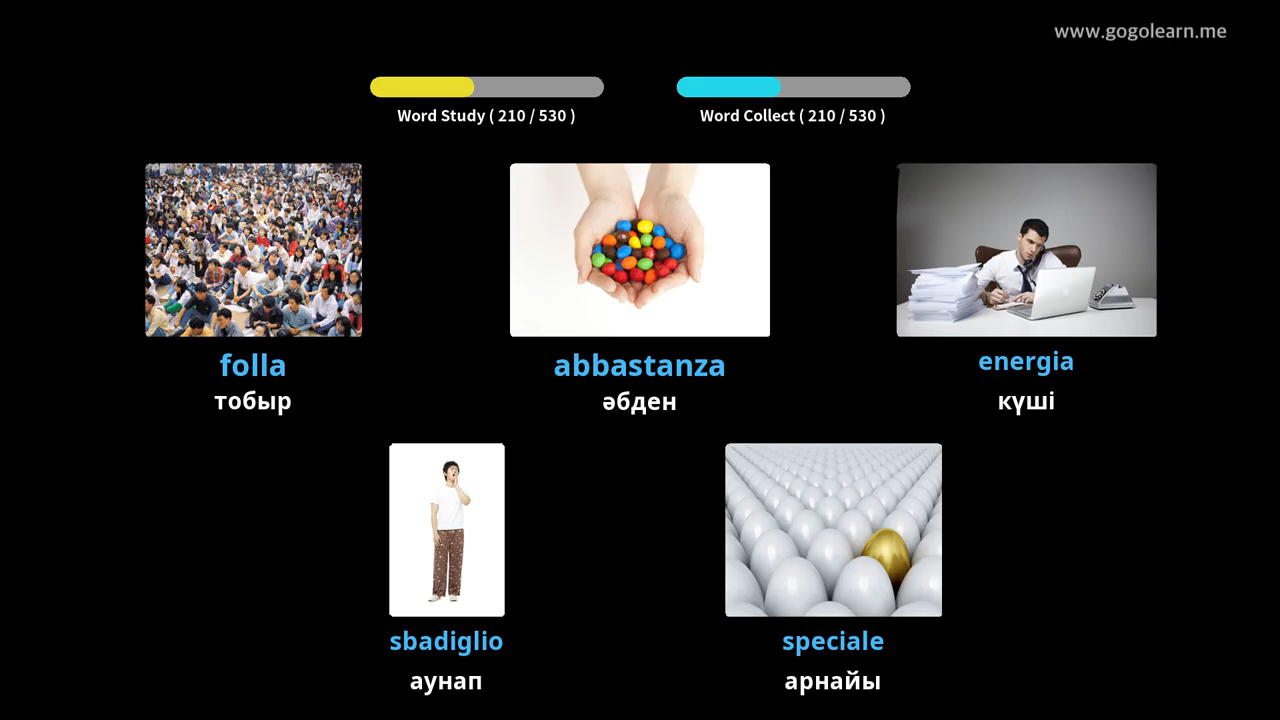 www.gogolearn.me
Word Study ( 210 / 530 )
Word Collect ( 210 / 530 )
folla
тобыр
abbastanza
әбден
energia
күші
sbadiglio
аунап
speciale
арнайы